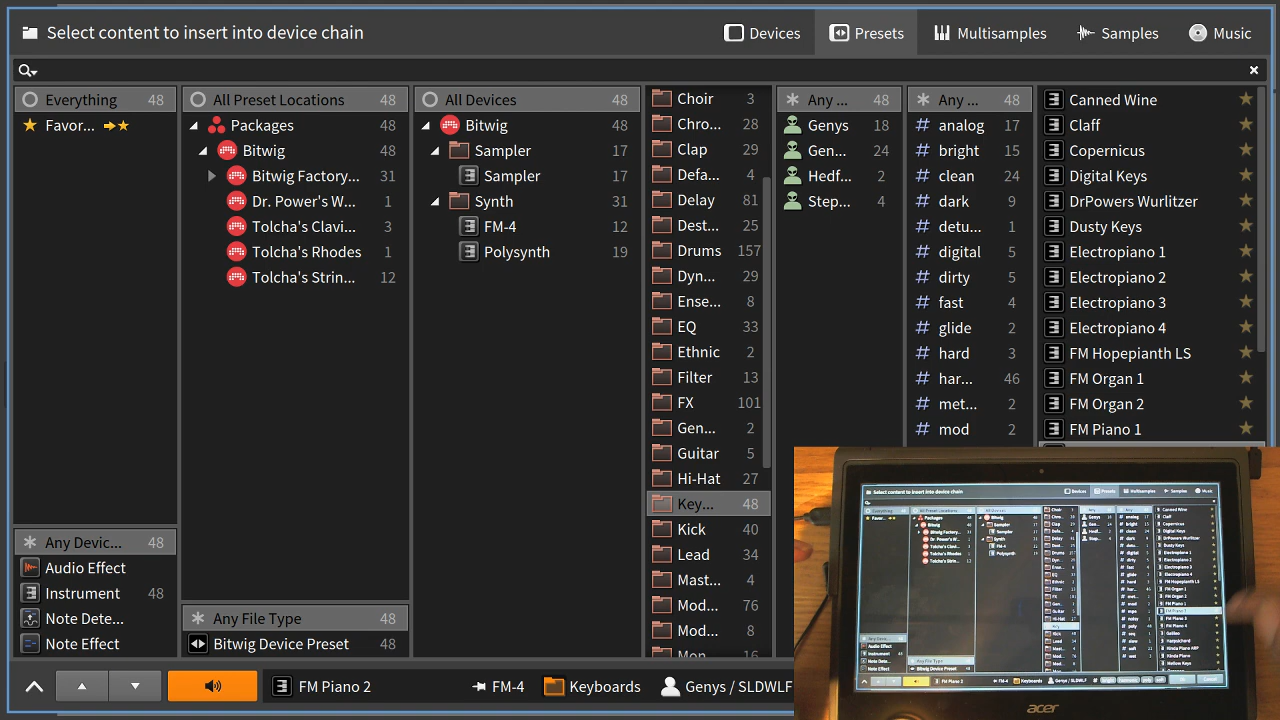 Select content to insert into device chain
Devices
Presets
Multisamples
Samples
Music
Everything 48
Favor...
Any Devic... 48
Audio Effect
Instrument 48
Note Dete...
Note Effect
All Preset Locations 48
Packages 48
Bitwig 48
Bitwig Factory... 31
Dr. Power's W... 1
Tolcha's Clavi... 3
Tolcha's Rhodes 1
Tolcha's Strin... 12
Any File Type 48
Bitwig Device Preset 48
All Devices 48
Bitwig 48
Sampler 17
Sampler 17
Synth 31
FM-4 12
Polysynth 19
Choir 3
Chro... 28
Clap 29
Defa... 4
Delay 81
Dest... 25
Drums 157
Dyn... 29
Ense... 8
EQ 33
Ethnic 2
Filter 13
FX 101
Gen... 2
Guitar 5
Hi-Hat 27
Key... 48
Kick 40
Lead 34
Mast... 4
Mod... 76
Mod... 8
Mon... 16
Any ... 48
Genys 18
Gen... 24
Hedf... 2
Step... 4
Any ... 48
# analog 17
# bright 15
# clean 24
# dark 9
# detu... 1
# digital 5
# dirty 5
# fast 4
# glide 2
# hard 3
# har... 46
# met... 2
# mod 2
Canned Wine
Claff
Copernicus
Digital Keys
DrPowers Wurlitzer
Dusty Keys
Electropiano 1
Electropiano 2
Electropiano 3
Electropiano 4
FM Hopepianth LS
FM Organ 1
FM Organ 2
FM Piano 1
FM Piano 2
FM-4
Keyboards
Genys / SLDWLF
acer